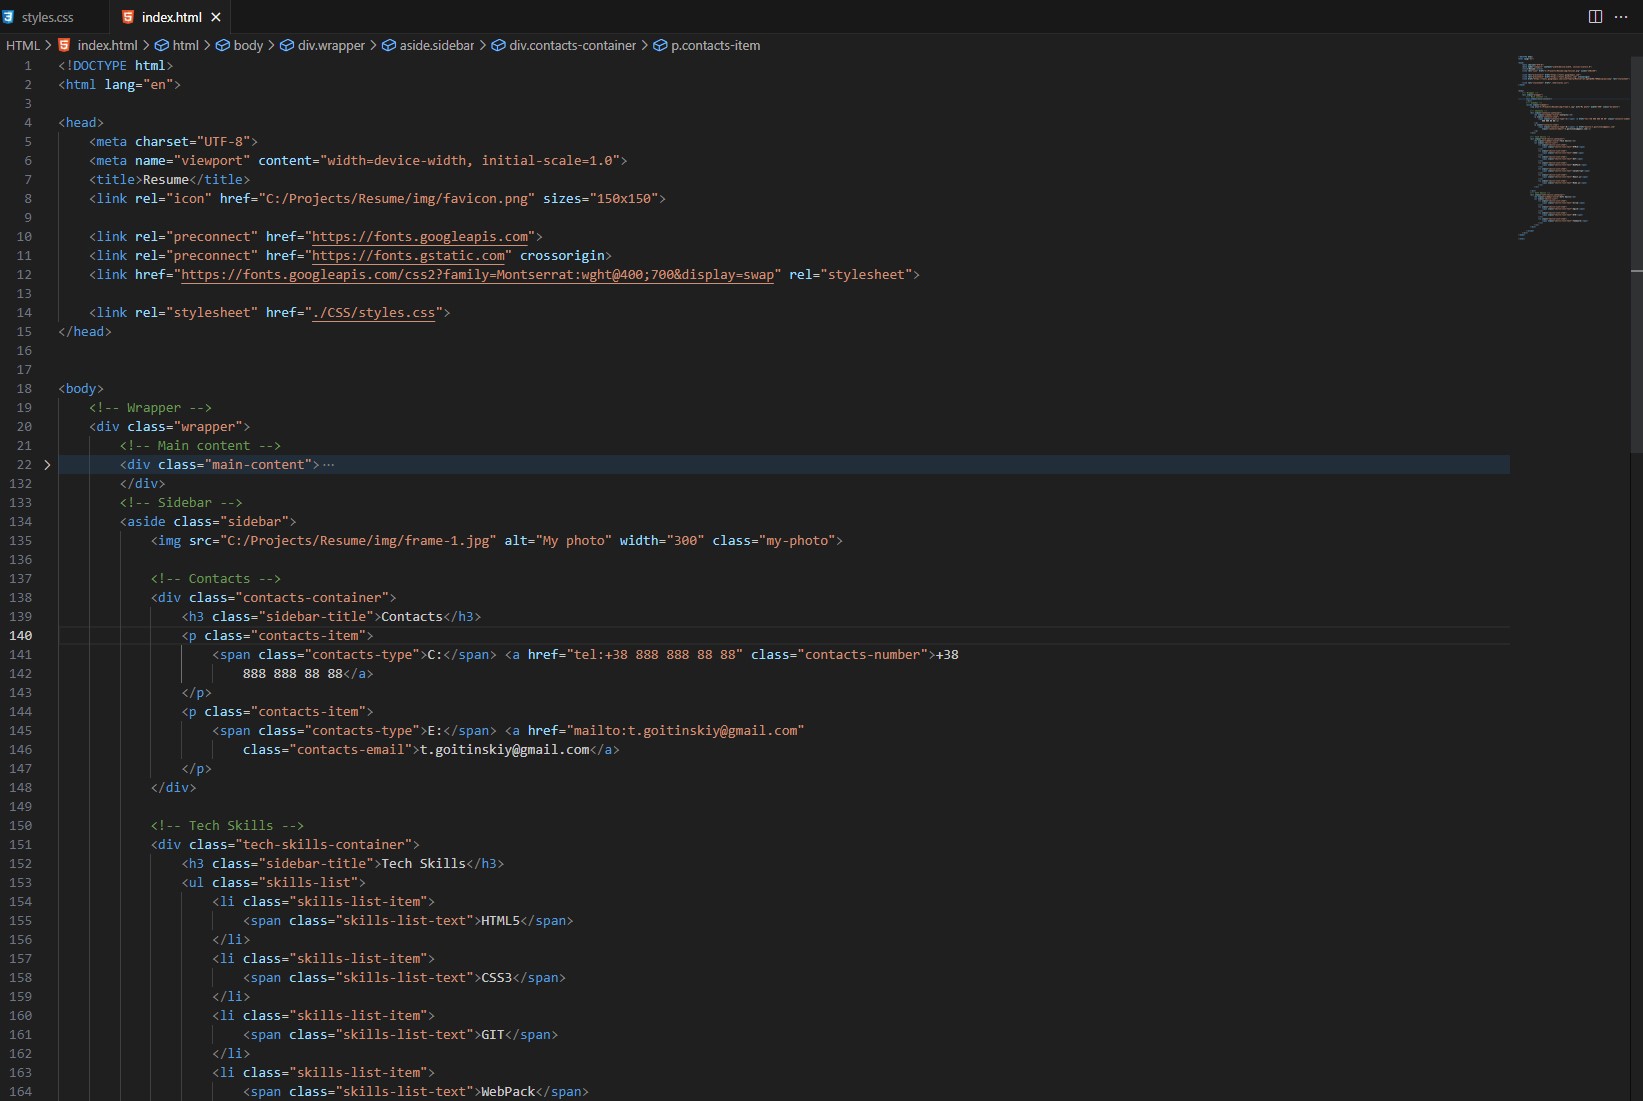 styles.css
index.html
HTML > index.html > html > body > div.wrapper > aside.sidebar > div.contacts-container > p.contacts-item
1 <!DOCTYPE html>
2 <html lang="en">
3
4 <head>
5 <meta charset="UTF-8">
6 <meta name="viewport" content="width=device-width, initial-scale=1.0">
7 <title>Resume</title>
8 <link rel="icon" href="C:/Projects/Resume/img/favicon.png" sizes="150x150">
9
10 <link rel="preconnect" href="https://fonts.googleapis.com">
11 <link rel="preconnect" href="https://fonts.gstatic.com" crossorigin>
12 <link href="https://fonts.googleapis.com/css2?family=Montserrat:wght@400;700&display=swap" rel="stylesheet">
13
14 <link rel="stylesheet" href="./CSS/styles.css">
15 </head>
16
17
18 <body>
19 <!-- Wrapper -->
20 <div class="wrapper">
21 <!-- Main content -->
22 <div class="main-content"> ···
132 </div>
133 <!-- Sidebar -->
134 <aside class="sidebar">
135 <img src="C:/Projects/Resume/img/frame-1.jpg" alt="My photo" width="300" class="my-photo">
136
137 <!-- Contacts -->
138 <div class="contacts-container">
139 <h3 class="sidebar-title">Contacts</h3>
140 <p class="contacts-item">
141 <span class="contacts-type">C:</span> <a href="tel:+38 888 888 88 88" class="contacts-number">+38
142 888 888 88 88</a>
143 </p>
144 <p class="contacts-item">
145 <span class="contacts-type">E:</span> <a href="mailto:t.goitinskiy@gmail.com"
146 class="contacts-email">t.goitinskiy@gmail.com</a>
147 </p>
148 </div>
149
150 <!-- Tech Skills -->
151 <div class="tech-skills-container">
152 <h3 class="sidebar-title">Tech Skills</h3>
153 <ul class="skills-list">
154 <li class="skills-list-item">
155 <span class="skills-list-text">HTML5</span>
156 </li>
157 <li class="skills-list-item">
158 <span class="skills-list-text">CSS3</span>
159 </li>
160 <li class="skills-list-item">
161 <span class="skills-list-text">GIT</span>
162 </li>
163 <li class="skills-list-item">
164 <span class="skills-list-text">WebPack</span>